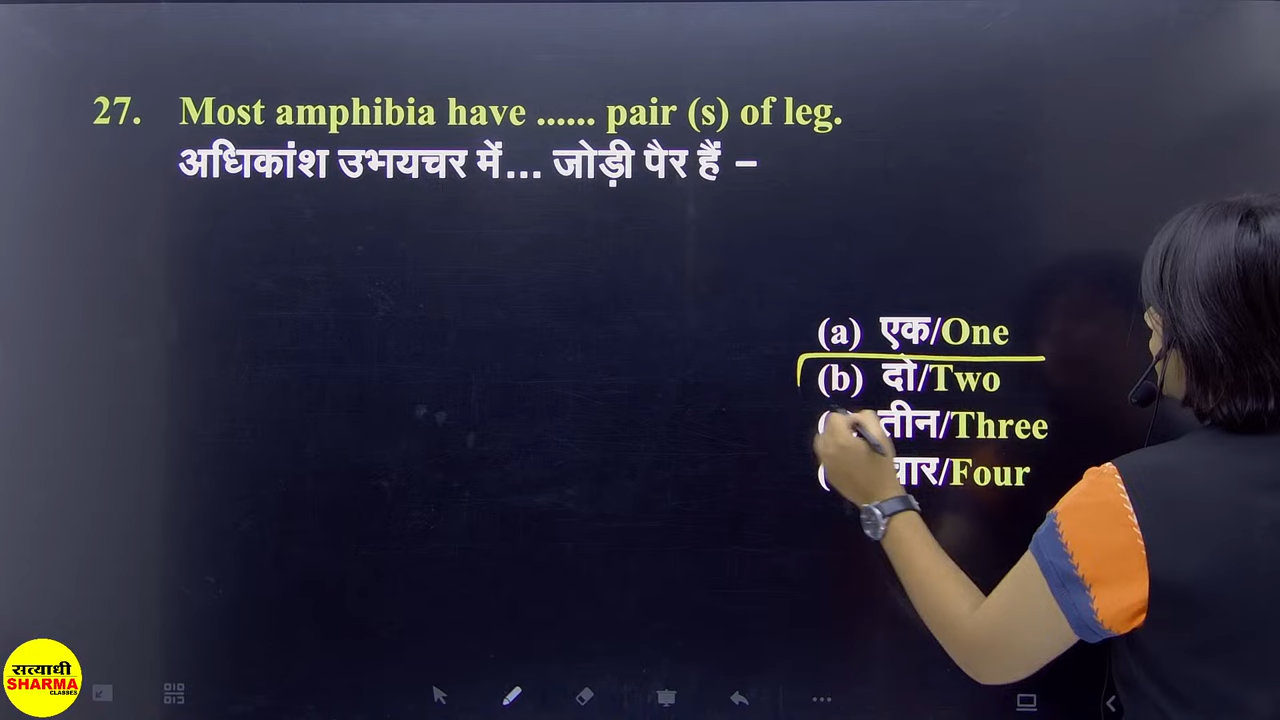 27. Most amphibia have ...... pair (s) of leg.
अधिकांश उभयचर में... जोड़ी पैर हैं –
(a) एक/One
(b) दो/Two
तीन/Three
/Four
सत्याधी
SHARMA
CLASSES